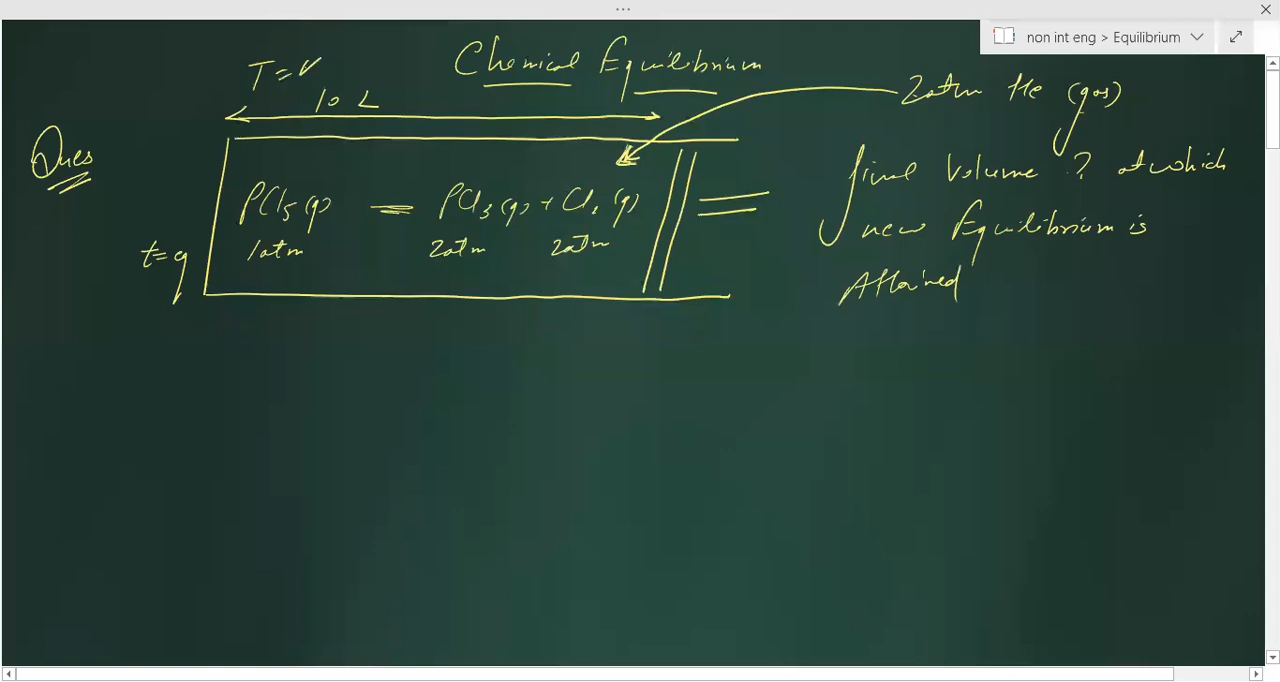 non int eng > Equilibrium
Chemical Equilibrium
T = ✓
10 L
2atm He (gas)
Ques
final Volume ? at which
PCl5(g) = PCl3(g) + Cl2(g)
new Equilibrium is
t=eq 1atm 2atm 2atm
Attained